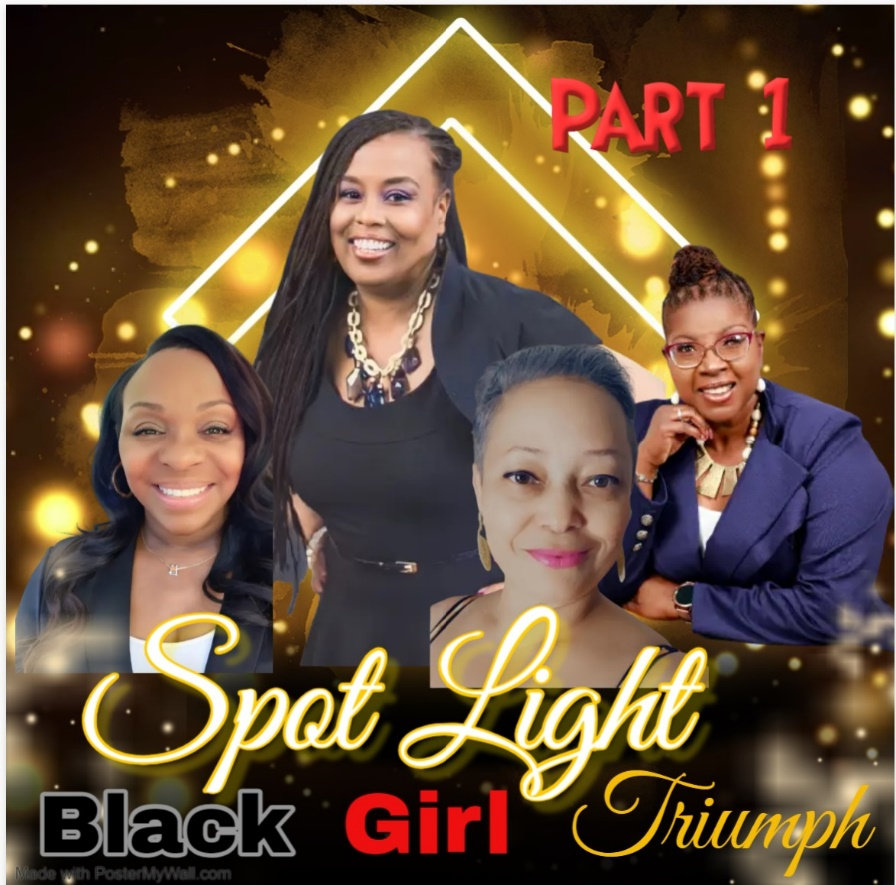 PART 1
Spot Light
Black Girl Triumph
Made with PosterMyWall.com